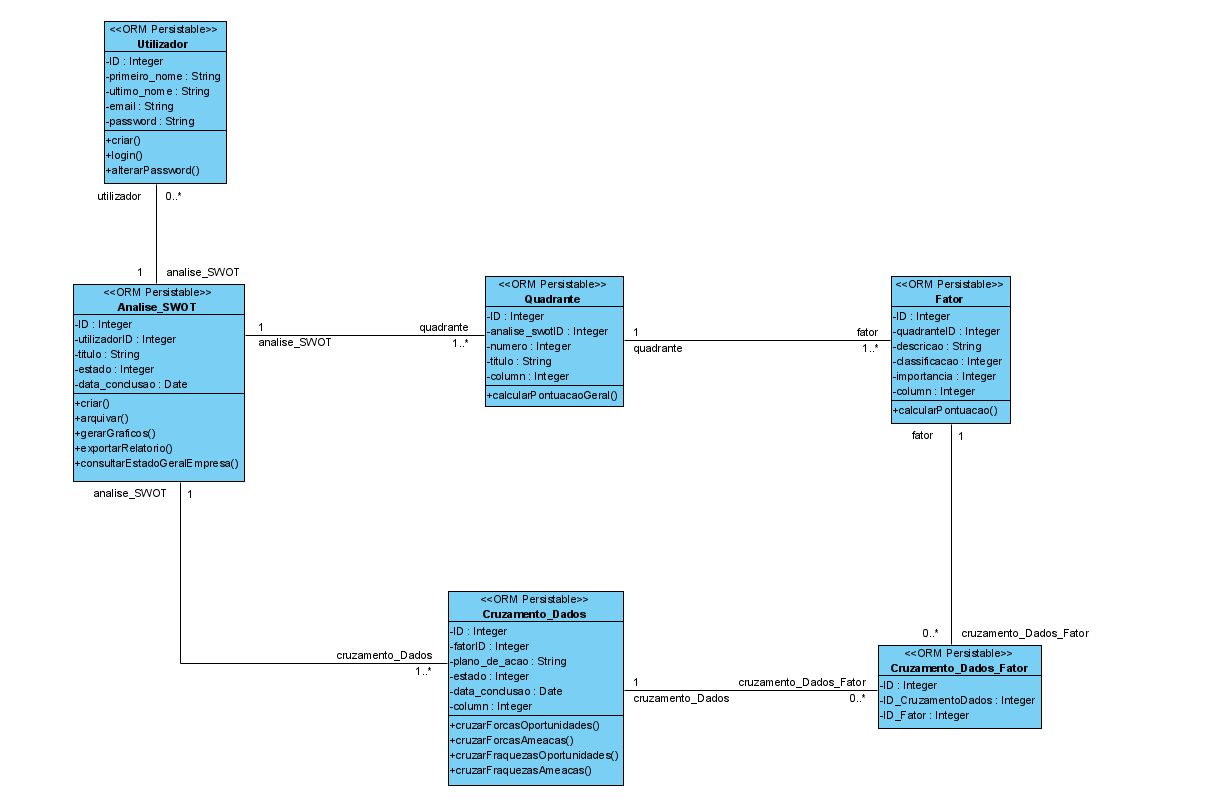 <<ORM Persistable>>
Utilizador
-ID : Integer
-primeiro_nome : String
-ultimo_nome : String
-email : String
-password : String
+criar()
+login()
+alterarPassword()
utilizador
0..*
1
analise_SWOT
<<ORM Persistable>>
Analise_SWOT
-ID : Integer
-utilizadorID : Integer
-titulo : String
-estado : Integer
-data_conclusao : Date
+criar()
+arquivar()
+gerarGraficos()
+exportarRelatorio()
+consultarEstadoGeralEmpresa()
1
analise_SWOT
quadrante
1..*
<<ORM Persistable>>
Quadrante
-ID : Integer
-analise_swotID : Integer
-numero : Integer
-titulo : String
-column : Integer
+calcularPontuacaoGeral()
1
quadrante
fator
1..*
<<ORM Persistable>>
Fator
-ID : Integer
-quadranteID : Integer
-descricao : String
-classificacao : Integer
-importancia : Integer
-column : Integer
+calcularPontuacao()
fator
1
analise_SWOT
1
cruzamento_Dados
1..*
<<ORM Persistable>>
Cruzamento_Dados
-ID : Integer
-fatorID : Integer
-plano_de_acao : String
-estado : Integer
-data_conclusao : Date
-column : Integer
+cruzarForcasOportunidades()
+cruzarForcasAmeacas()
+cruzarFraquezasOportunidades()
+cruzarFraquezasAmeacas()
1
cruzamento_Dados
cruzamento_Dados_Fator
0..*
0..*
cruzamento_Dados_Fator
<<ORM Persistable>>
Cruzamento_Dados_Fator
-ID : Integer
-ID_CruzamentoDados : Integer
-ID_Fator : Integer